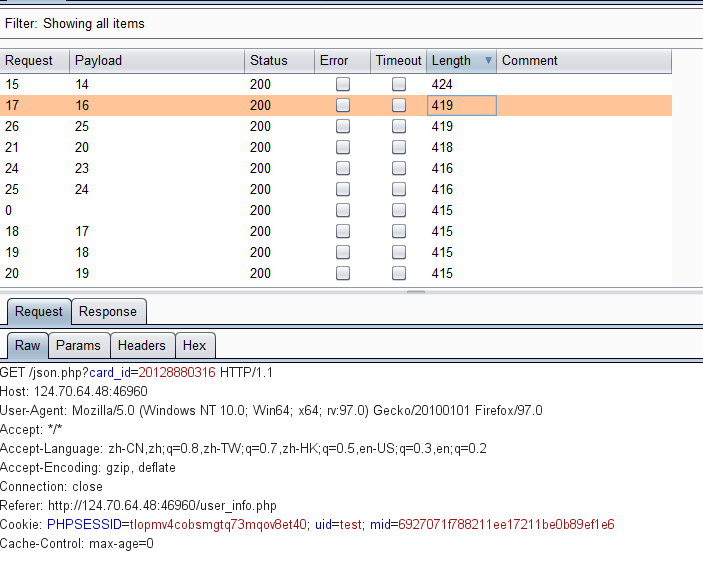 Filter: Showing all items
Request Payload Status Error Timeout Length Comment
15 14 200 424
17 16 200 419
26 25 200 419
21 20 200 418
24 23 200 416
25 24 200 416
0 200 415
18 17 200 415
19 18 200 415
20 19 200 415
Request Response
Raw Params Headers Hex
GET /json.php?card_id=20128880316 HTTP/1.1
Host: 124.70.64.48:46960
User-Agent: Mozilla/5.0 (Windows NT 10.0; Win64; x64; rv:97.0) Gecko/20100101 Firefox/97.0
Accept: */*
Accept-Language: zh-CN,zh;q=0.8,zh-TW;q=0.7,zh-HK;q=0.5,en-US;q=0.3,en;q=0.2
Accept-Encoding: gzip, deflate
Connection: close
Referer: http://124.70.64.48:46960/user_info.php
Cookie: PHPSESSID=tlopmv4cobsmgtq73mqov8et40; uid=test; mid=6927071f788211ee17211be0b89ef1e6
Cache-Control: max-age=0